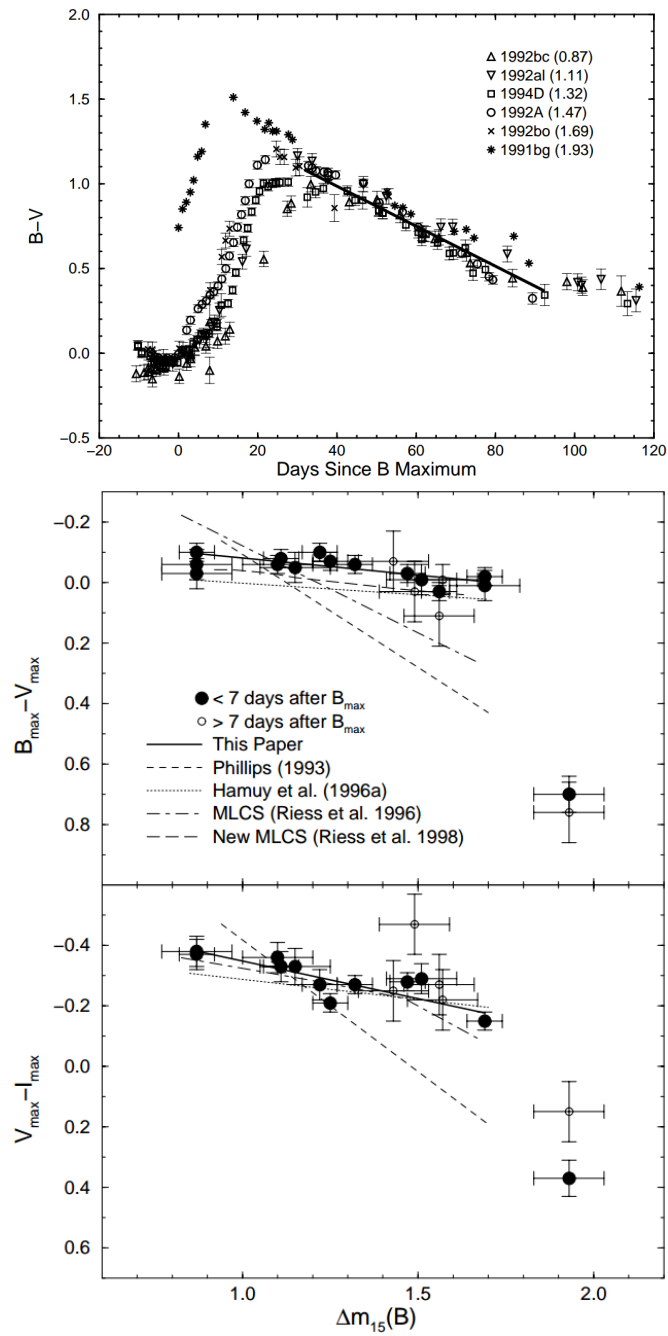 △ 1992bc (0.87)
▽ 1992al (1.11)
□ 1994D (1.32)
○ 1992A (1.47)
× 1992bo (1.69)
✱ 1991bg (1.93)
2.0
1.5
1.0
0.5
0.0
−0.5
B−V
−20 0 20 40 60 80 100 120
Days Since B Maximum
−0.2
0.0
0.2
0.4
0.6
0.8
Bmax−Vmax
< 7 days after Bmax
> 7 days after Bmax
This Paper
Phillips (1993)
Hamuy et al. (1996a)
MLCS (Riess et al. 1996)
New MLCS (Riess et al. 1998)
−0.4
−0.2
0.0
0.2
0.4
0.6
Vmax−Imax
1.0 1.5 2.0
Δm15(B)